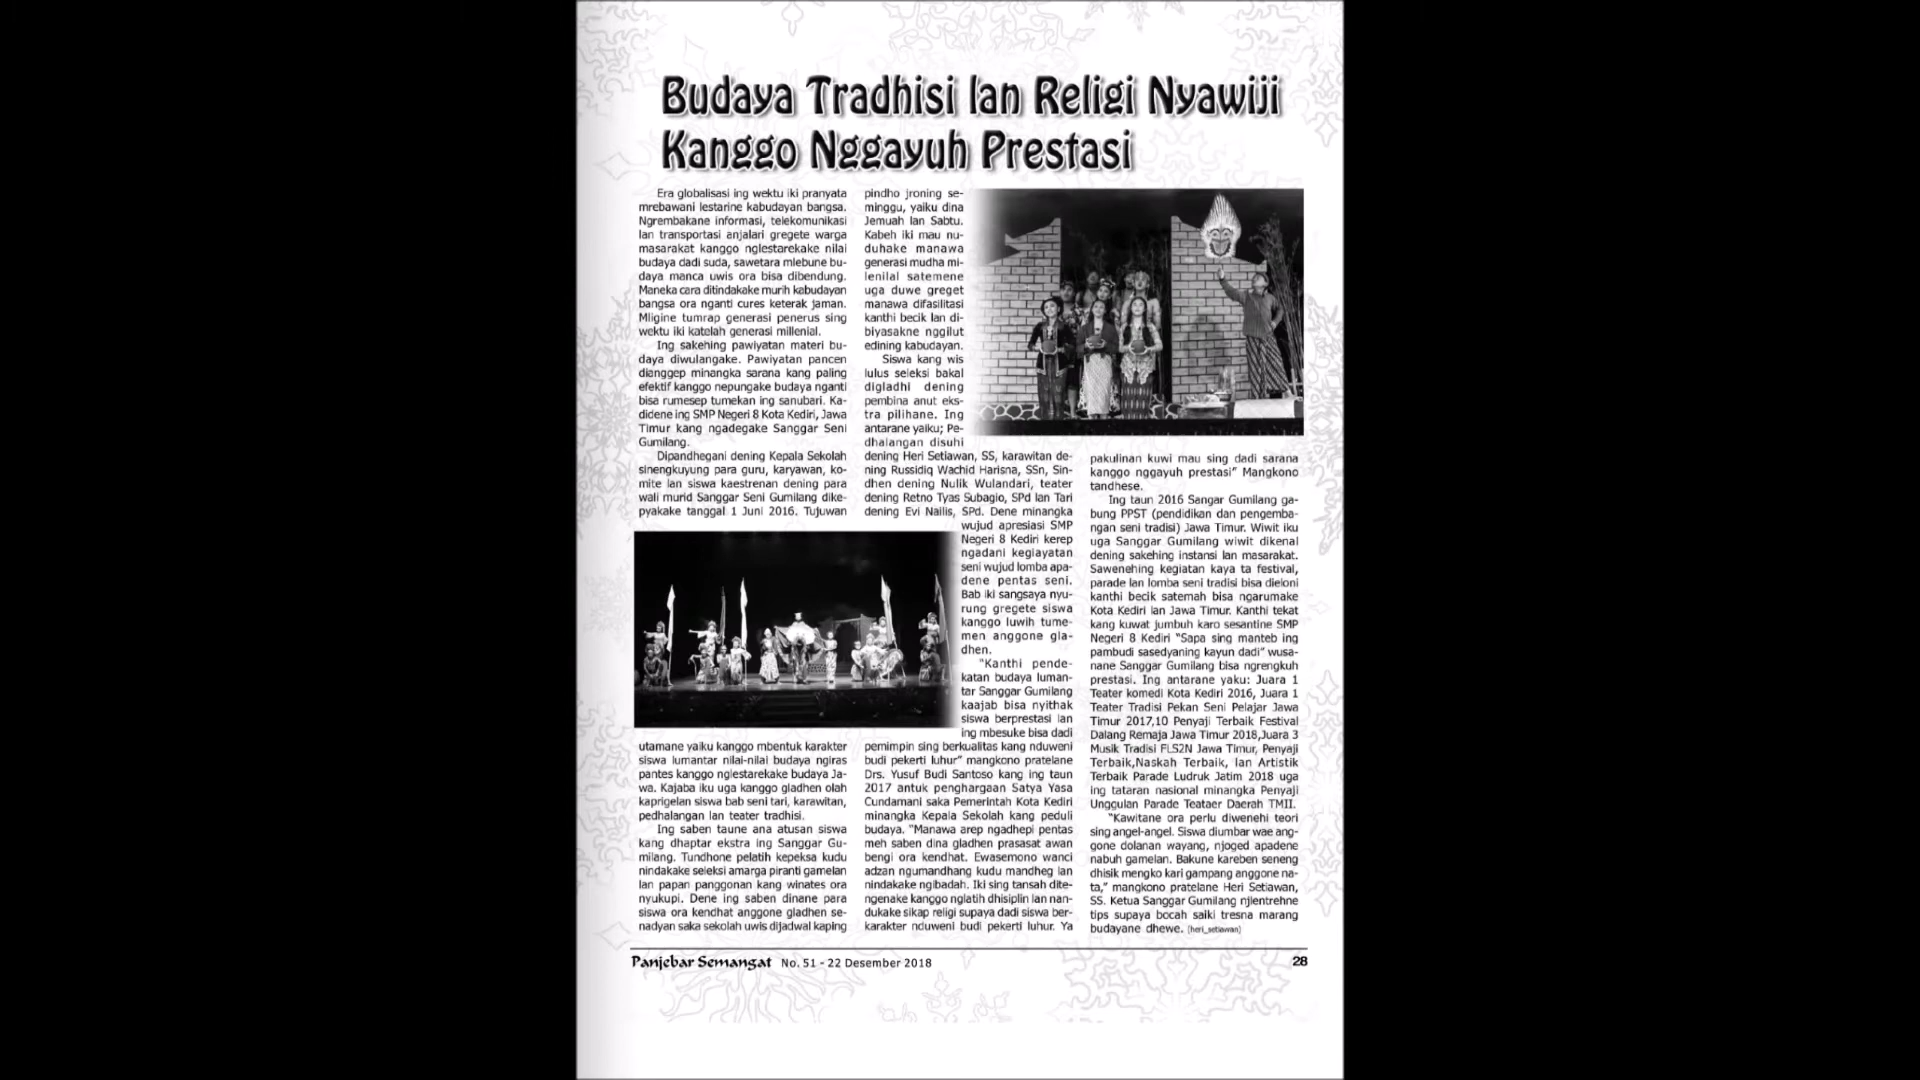 Budaya Tradhisi lan Religi Nyawiji
Kanggo Nggayuh Prestasi
Era globalisasi ing wektu iki pranyata
mrebawani lestarine kabudayan bangsa.
Ngrembakane informasi, telekomunikasi
lan transportasi anjalari gregete warga
masarakat kanggo nglestarekake nilai
budaya dadi suda, sawetara mlebune bu-
daya manca uwis ora bisa dibendung.
Maneka cara ditindakake murih kabudayan
bangsa ora nganti cures keterak jaman.
Mligine tumrap generasi penerus sing
wektu iki katelah generasi millenial.
Ing sakehing pawiyatan materi bu-
daya diwulangake. Pawiyatan pancen
dianggep minangka sarana kang paling
efektif kanggo nepungake budaya nganti
bisa rumesep tumekan ing sanubari. Ka-
didene ing SMP Negeri 8 Kota Kediri, Jawa
Timur kang ngadegake Sanggar Seni
Gumilang.
Dipandhegani dening Kepala Sekolah
sinengkuyung para guru, karyawan, ko-
mite lan siswa kaestrenan dening para
wali murid Sanggar Seni Gumilang dike-
pyakake tanggal 1 Juni 2016. Tujuwan
utamane yaiku kanggo mbentuk karakter
siswa lumantar nilai-nilai budaya ngiras
pantes kanggo nglestarekake budaya Ja-
wa. Kajaba iku uga kanggo gladhen olah
kaprigelan siswa bab seni tari, karawitan,
pedhalangan lan teater tradhisi.
Ing saben taune ana atusan siswa
kang dhaptar ekstra ing Sanggar Gu-
milang. Tundhone pelatih kepeksa kudu
nindakake seleksi amarga piranti gamelan
lan papan panggonan kang winates ora
nyukupi. Dene ing saben dinane para
siswa ora kendhat anggone gladhen se-
nadyan saka sekolah uwis dijadwal kaping
pindho jroning se-
minggu, yaiku dina
Jemuah lan Sabtu.
Kabeh iki mau nu-
duhake manawa
generasi mudha mi-
lenilal satemene
uga duwe greget
manawa difasilitasi
kanthi becik lan di-
biyasakne nggilut
edining kabudayan.
Siswa kang wis
lulus seleksi bakal
digladhi dening
pembina anut eks-
tra pilihane. Ing
antarane yaiku; Pe-
dhalangan disuhi
dening Heri Setiawan, SS, karawitan de-
ning Russidiq Wachid Harisna, SSn, Sin-
dhen dening Nulik Wulandari, teater
dening Retno Tyas Subagio, SPd lan Tari
dening Evi Nailis, SPd. Dene minangka
wujud apresiasi SMP
Negeri 8 Kediri kerep
ngadani kegiayatan
seni wujud lomba apa-
dene pentas seni.
Bab iki sangsaya nyu-
rung gregete siswa
kanggo luwih tume-
men anggone gla-
dhen.
"Kanthi pende-
katan budaya luman-
tar Sanggar Gumilang
kaajab bisa nyithak
siswa berprestasi lan
ing mbesuke bisa dadi
pemimpin sing berkualitas kang nduweni
budi pekerti luhur" mangkono pratelane
Drs. Yusuf Budi Santoso kang ing taun
2017 antuk penghargaan Satya Yasa
Cundamani saka Pemerintah Kota Kediri
minangka Kepala Sekolah kang peduli
budaya. "Manawa arep ngadhepi pentas
meh saben dina gladhen prasasat awan
bengi ora kendhat. Ewasemono wanci
adzan ngumandhang kudu mandheg lan
nindakake ngibadah. Iki sing tansah dite-
ngenake kanggo nglatih dhisiplin lan nan-
dukake sikap religi supaya dadi siswa ber-
karakter nduweni budi pekerti luhur. Ya
pakulinan kuwi mau sing dadi sarana
kanggo nggayuh prestasi" Mangkono
tandhese.
Ing taun 2016 Sangar Gumilang ga-
bung PPST (pendidikan dan pengemba-
ngan seni tradisi) Jawa Timur. Wiwit iku
uga Sanggar Gumilang wiwit dikenal
dening sakehing instansi lan masarakat.
Sawenehing kegiatan kaya ta festival,
parade lan lomba seni tradisi bisa dieloni
kanthi becik satemah bisa ngarumake
Kota Kediri lan Jawa Timur. Kanthi tekat
kang kuwat jumbuh karo sesantine SMP
Negeri 8 Kediri "Sapa sing manteb ing
pambudi sasedyaning kayun dadi" wusa-
nane Sanggar Gumilang bisa ngrengkuh
prestasi. Ing antarane yaku: Juara 1
Teater komedi Kota Kediri 2016, Juara 1
Teater Tradisi Pekan Seni Pelajar Jawa
Timur 2017,10 Penyaji Terbaik Festival
Dalang Remaja Jawa Timur 2018,Juara 3
Musik Tradisi FLS2N Jawa Timur, Penyaji
Terbaik,Naskah Terbaik, lan Artistik
Terbaik Parade Ludruk Jatim 2018 uga
ing tataran nasional minangka Penyaji
Unggulan Parade Teataer Daerah TMII.
"Kawitane ora perlu diwenehi teori
sing angel-angel. Siswa diumbar wae ang-
gone dolanan wayang, njoged apadene
nabuh gamelan. Bakune kareben seneng
dhisik mengko kari gampang anggone na-
ta," mangkono pratelane Heri Setiawan,
SS. Ketua Sanggar Gumilang njlentrehne
tips supaya bocah saiki tresna marang
budayane dhewe. (heri_setiawan)
Panjebar Semangat No. 51 - 22 Desember 2018
28